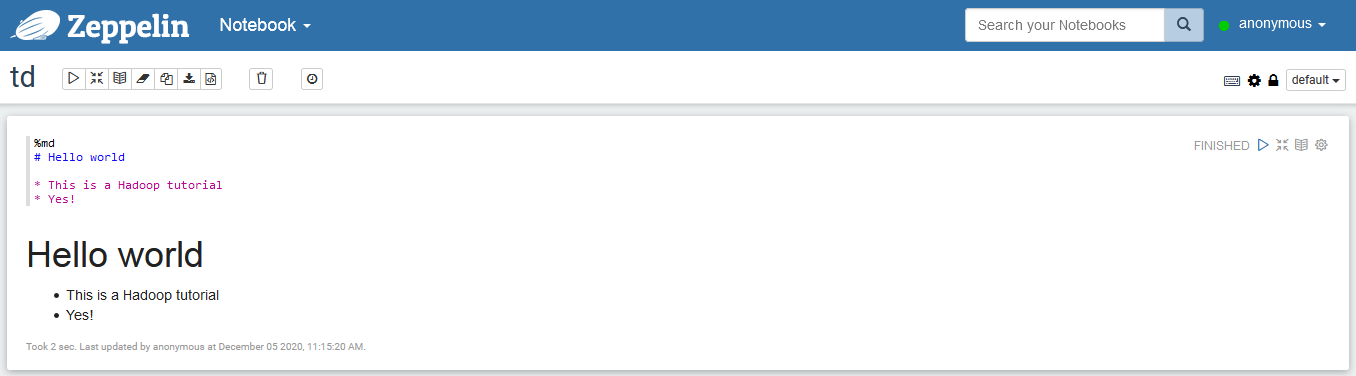 Zeppelin Notebook Search your Notebooks anonymous
td default
%md FINISHED
# Hello world
* This is a Hadoop tutorial
* Yes!
Hello world
• This is a Hadoop tutorial
• Yes!
Took 2 sec. Last updated by anonymous at December 05 2020, 11:15:20 AM.